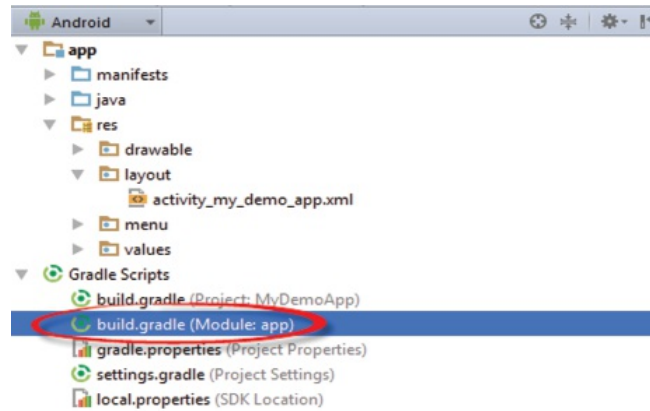 Android
app
manifests
java
res
drawable
layout
activity_my_demo_app.xml
menu
values
Gradle Scripts
build.gradle (Project: MyDemoApp)
build.gradle (Module: app)
gradle.properties (Project Properties)
settings.gradle (Project Settings)
local.properties (SDK Location)